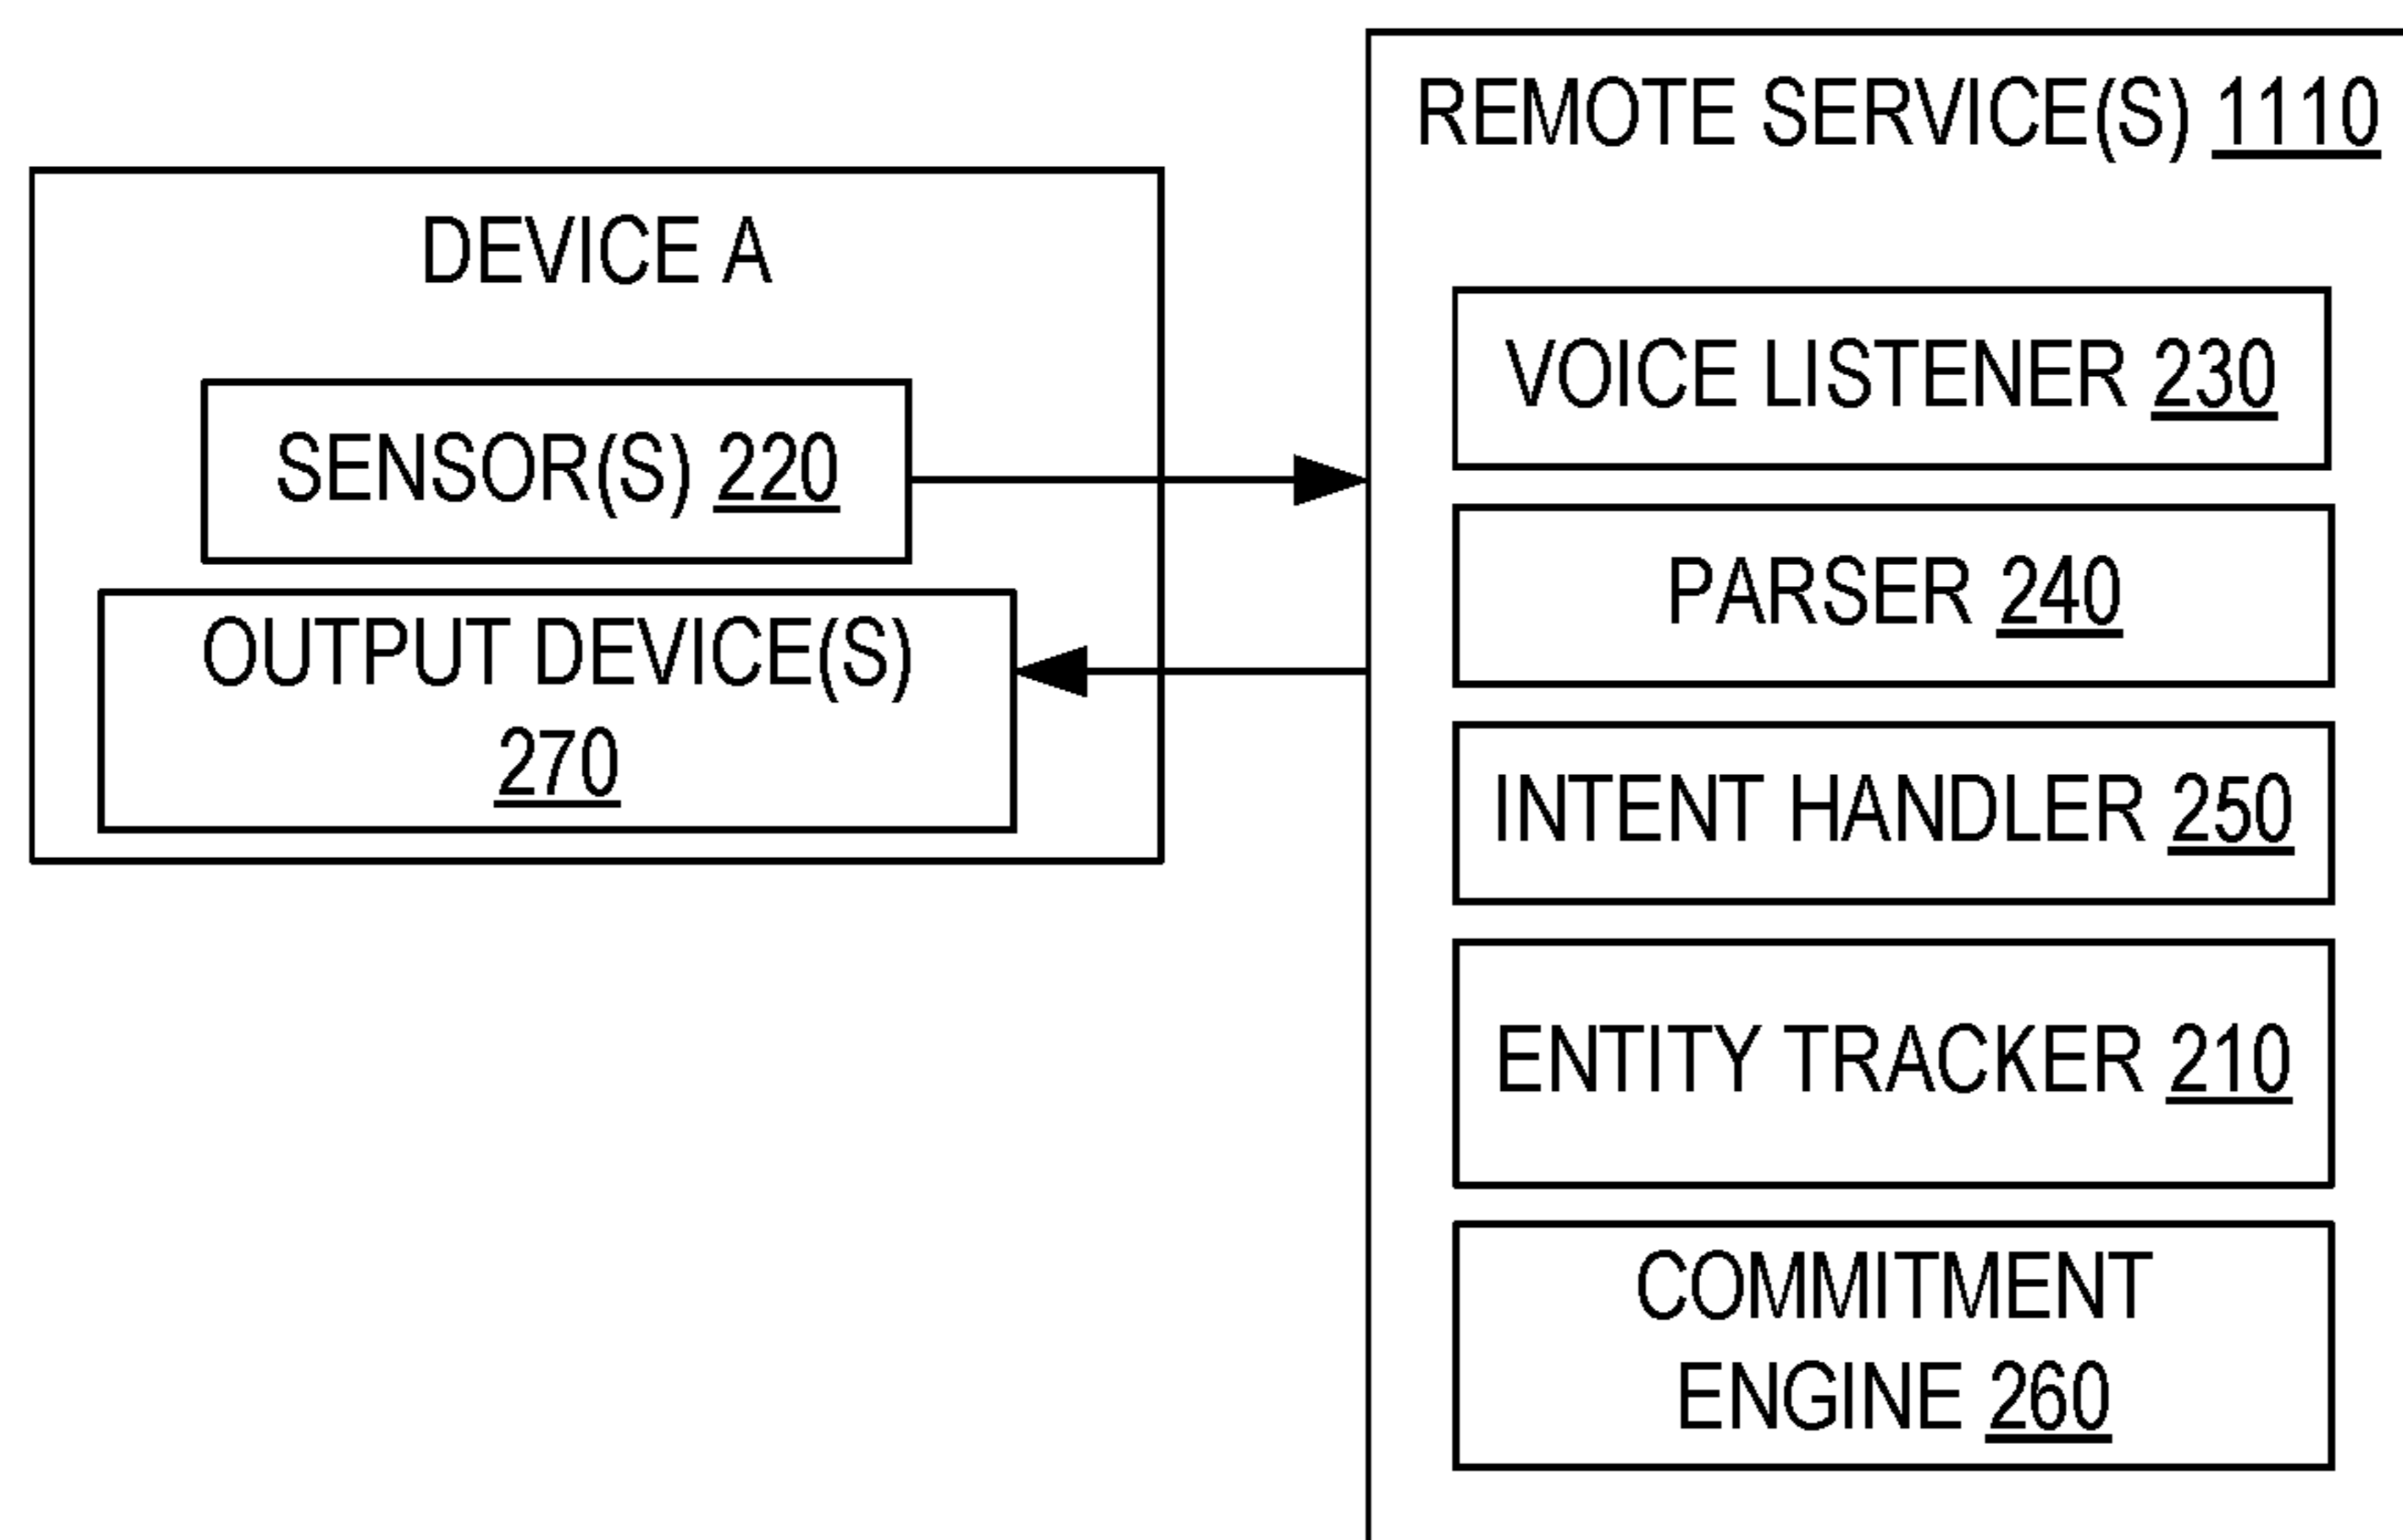 DEVICE A
SENSOR(S) 220
OUTPUT DEVICE(S)
270
REMOTE SERVICE(S) 1110
VOICE LISTENER 230
PARSER 240
INTENT HANDLER 250
ENTITY TRACKER 210
COMMITMENT
ENGINE 260